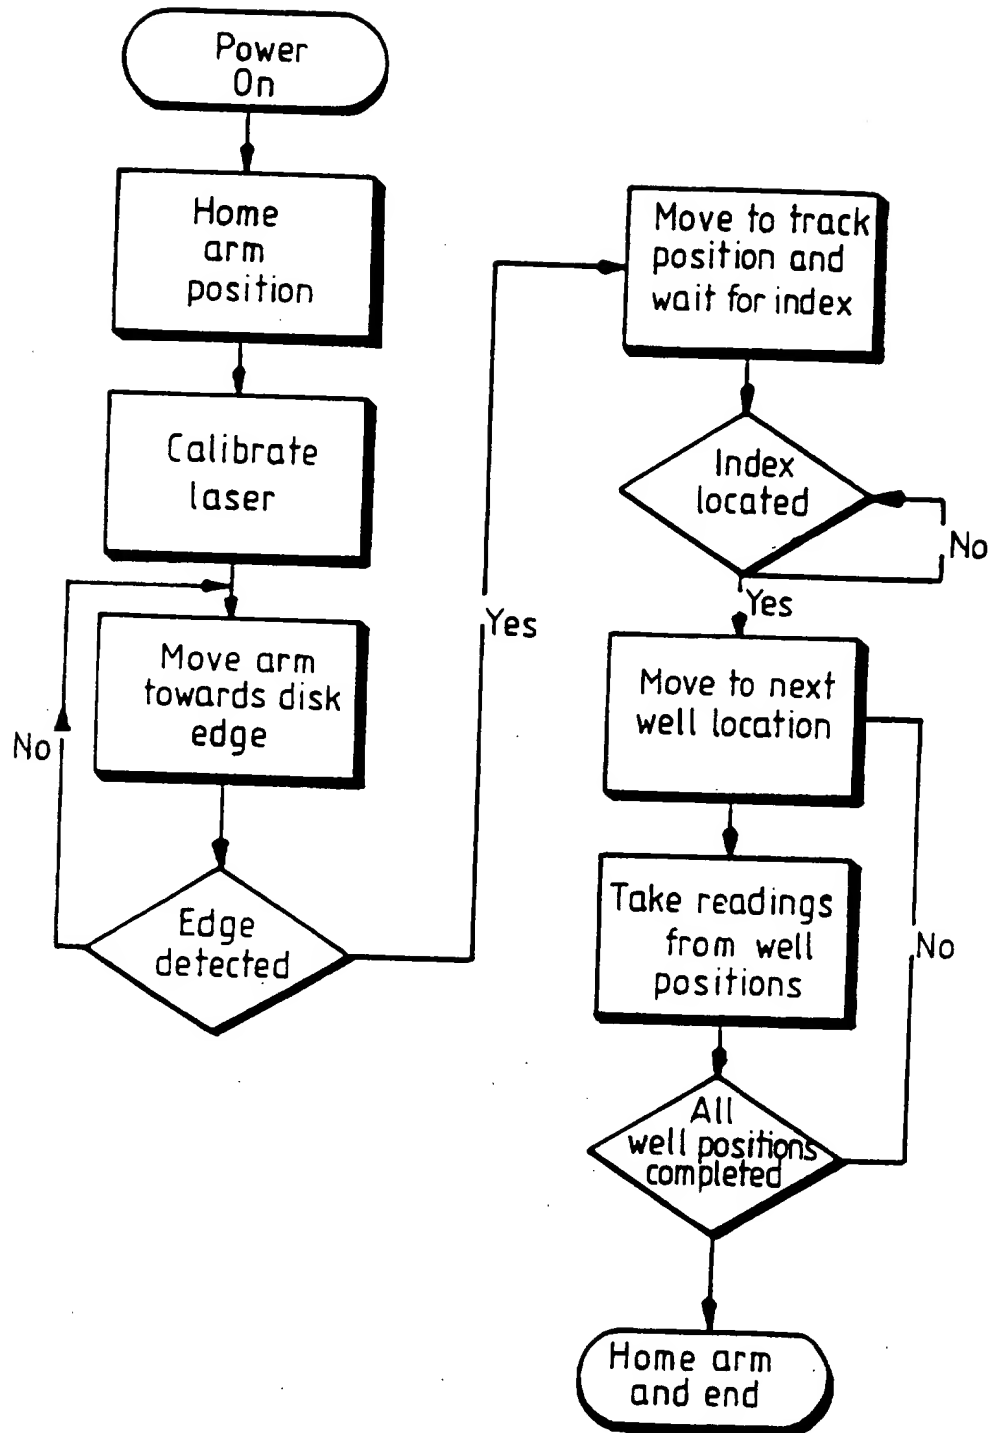 Power
On
Home
arm
position
Calibrate
laser
Move arm
towards disk
edge
No
Edge
detected
Yes
Move to track
position and
wait for index
Index
located
No
Yes
Move to next
well location
Take readings
from well
positions
No
All
well positions
completed
Home arm
and end